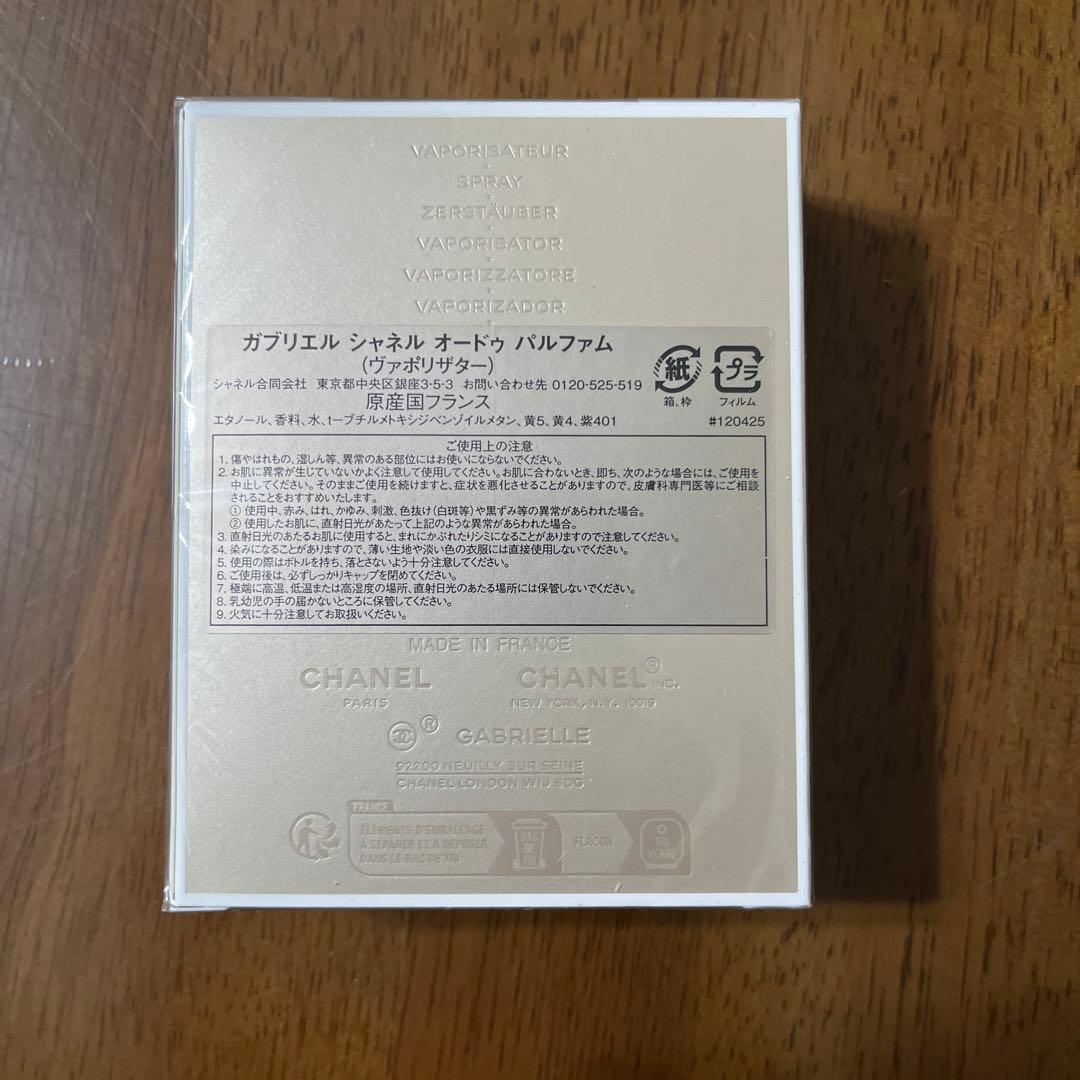 VAPORISATEUR
SPRAY
ZERSTÄUBER
VAPORISATOR
VAPORIZZATORE
VAPORIZADOR
ガブリエル シャネル オードゥ パルファム
(ヴァポリザター)
シャネル合同会社 東京都中央区銀座3-5-3 お問い合わせ先 0120-525-519
原産国フランス
エタノール、香料、水、t-ブチルメトキシジベンゾイルメタン、黄5、黄4、紫401
紙
箱、枠
プラ
フィルム
#120425
ご使用上の注意
1. 傷やはれもの、湿しん等、異常のある部位にはお使いにならないでください。
2. お肌に異常が生じていないかよく注意して使用してください。お肌に合わないとき、即ち、次のような場合には、ご使用を
中止してください。そのままご使用を続けますと、症状を悪化させることがありますので、皮膚科専門医等にご相談
されることをおすすめいたします。
① 使用中、赤み、はれ、かゆみ、刺激、色抜け(白斑等)や黒ずみ等の異常があらわれた場合。
② 使用したお肌に、直射日光があたって上記のような異常があらわれた場合。
3. 直射日光のあたるお肌に使用すると、まれにかぶれたりシミになることがありますので注意してください。
4. 染みになることがありますので、薄い生地や淡い色の衣服には直接使用しないでください。
5. 使用の際はボトルを持ち、落とさないよう十分注意してください。
6. ご使用後は、必ずしっかりキャップを閉めてください。
7. 極端に高温、低温または高湿度の場所、直射日光のあたる場所には保管しないでください。
8. 乳幼児の手の届かないところに保管してください。
9. 火気に十分注意してお取扱いください。
MADE IN FRANCE
CHANEL
PARIS
CHANEL® INC.
NEW YORK, N.Y. 10019
® GABRIELLE
92200 NEUILLY SUR SEINE
CHANEL LONDON W1J 6DG
FRANCE
ÉLÉMENTS D'EMBALLAGE
À SÉPARER ET À DÉPOSER
DANS LE BAC DE TRI
BAC
DE
TRI
FLACON
TRI
VERRE